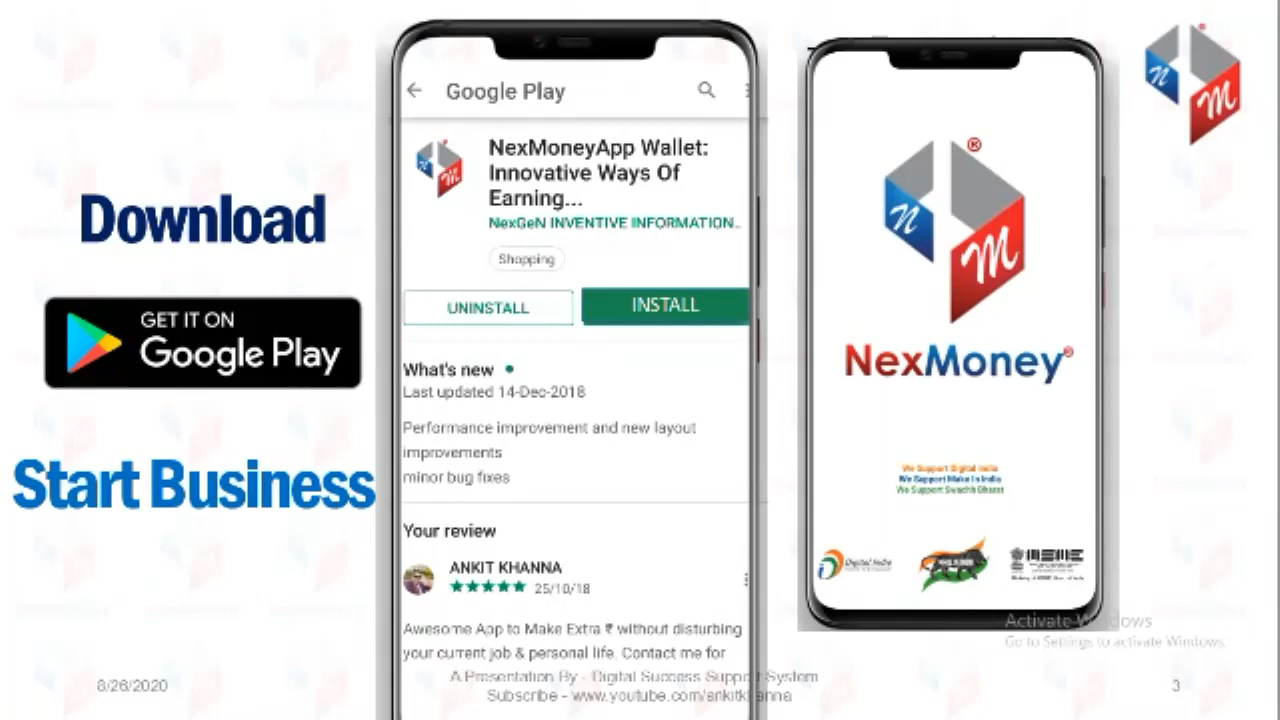 Download
GET IT ON
Google Play
Start Business
8/26/2020
Google Play
n
m
NexMoneyApp Wallet:
Innovative Ways Of
Earning...
NexGeN INVENTIVE INFORMATION..
Shopping
UNINSTALL
INSTALL
What's new
Last updated 14-Dec-2018
Performance improvement and new layout
improvements
minor bug fixes
Your review
ANKIT KHANNA
25/10/18
Awesome App to Make Extra ₹ without disturbing
your current job & personal life. Contact me for
A Presentation By - Digital Success Support System
Subscribe - www.youtube.com/ankitkhanna
n
m
®
NexMoney®
We Support Digital India
We Support Make In India
We Support Swachh Bharat
Digital India
MSME
n
m
Activate Windows
Go to Settings to activate Windows.
3